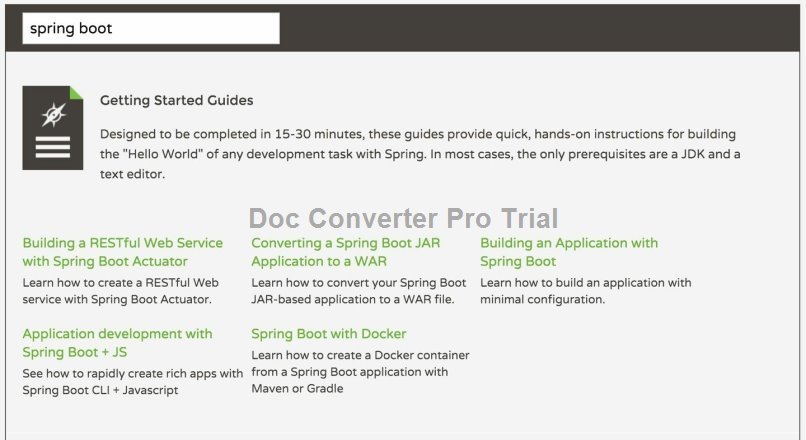 spring boot
Getting Started Guides
Designed to be completed in 15-30 minutes, these guides provide quick, hands-on instructions for building
the "Hello World" of any development task with Spring. In most cases, the only prerequisites are a JDK and a
text editor.
Doc Converter Pro Trial
Building a RESTful Web Service
with Spring Boot Actuator
Learn how to create a RESTful Web
service with Spring Boot Actuator.
Converting a Spring Boot JAR
Application to a WAR
Learn how to convert your Spring Boot
JAR-based application to a WAR file.
Building an Application with
Spring Boot
Learn how to build an application with
minimal configuration.
Application development with
Spring Boot + JS
See how to rapidly create rich apps with
Spring Boot CLI + Javascript
Spring Boot with Docker
Learn how to create a Docker container
from a Spring Boot application with
Maven or Gradle